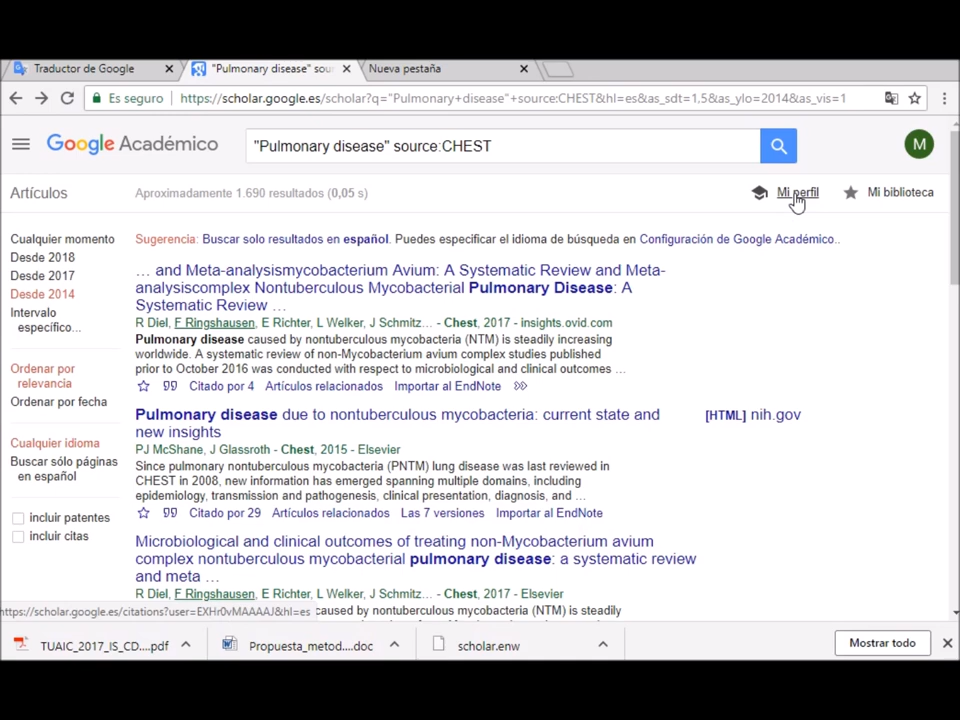 Traductor de Google
"Pulmonary disease" sou
Nueva pestaña
Es seguro
https://scholar.google.es/scholar?q="Pulmonary+disease"+source:CHEST&hl=es&as_sdt=1,5&as_ylo=2014&as_vis=1
Google Académico
"Pulmonary disease" source:CHEST
M
Artículos
Aproximadamente 1.690 resultados (0,05 s)
Mi perfil
Mi biblioteca
Cualquier momento
Desde 2018
Desde 2017
Desde 2014
Intervalo
específico...
Ordenar por
relevancia
Ordenar por fecha
Cualquier idioma
Buscar sólo páginas
en español
incluir patentes
incluir citas
Sugerencia: Buscar solo resultados en español. Puedes especificar el idioma de búsqueda en Configuración de Google Académico..
… and Meta-analysismycobacterium Avium: A Systematic Review and Meta-
analysiscomplex Nontuberculous Mycobacterial Pulmonary Disease: A
Systematic Review …
R Diel, F Ringshausen, E Richter, L Welker, J Schmitz… - Chest, 2017 - insights.ovid.com
Pulmonary disease caused by nontuberculous mycobacteria (NTM) is steadily increasing
worldwide. A systematic review of non-Mycobacterium avium complex studies published
prior to October 2016 was conducted with respect to microbiological and clinical outcomes …
Citado por 4 Artículos relacionados Importar al EndNote
Pulmonary disease due to nontuberculous mycobacteria: current state and
new insights
[HTML] nih.gov
PJ McShane, J Glassroth - Chest, 2015 - Elsevier
Since pulmonary nontuberculous mycobacteria (PNTM) lung disease was last reviewed in
CHEST in 2008, new information has emerged spanning multiple domains, including
epidemiology, transmission and pathogenesis, clinical presentation, diagnosis, and …
Citado por 29 Artículos relacionados Las 7 versiones Importar al EndNote
Microbiological and clinical outcomes of treating non-Mycobacterium avium
complex nontuberculous mycobacterial pulmonary disease: a systematic review
and meta …
R Diel, F Ringshausen, E Richter, L Welker, J Schmitz… - Chest, 2017 - Elsevier
caused by nontuberculous mycobacteria (NTM) is steadily
https://scholar.google.es/citations?user=EXHr0vMAAAAJ&hl=es
TUAIC_2017_IS_CD....pdf
Propuesta_metod....doc
scholar.enw
Mostrar todo